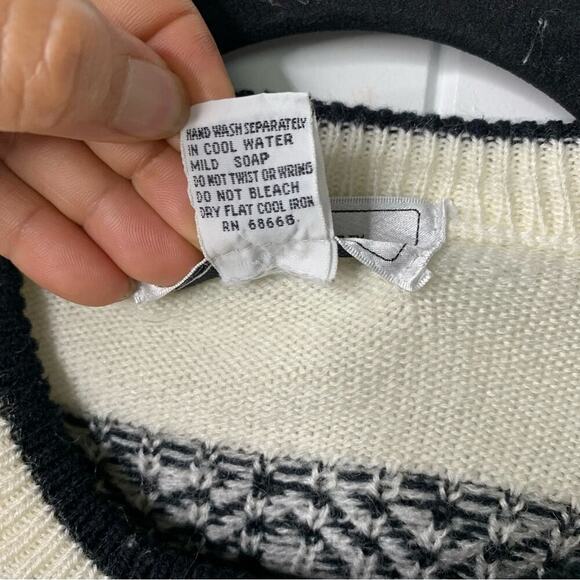 HAND WASH SEPARATELY
IN COOL WATER
MILD SOAP
DO NOT TWIST OR WRING
DO NOT BLEACH
DRY FLAT COOL IRON
RN 68668